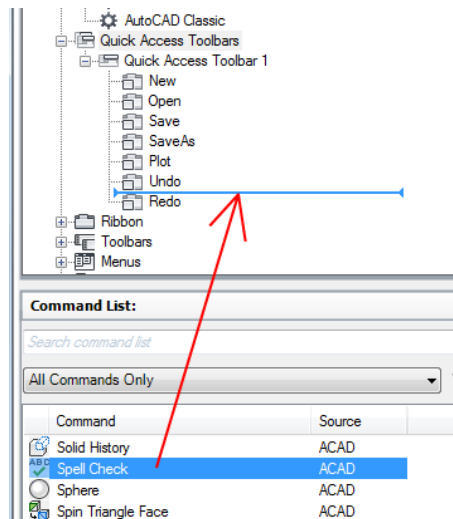 AutoCAD Classic
Quick Access Toolbars
Quick Access Toolbar 1
New
Open
Save
SaveAs
Plot
Undo
Redo
Ribbon
Toolbars
Menus
Command List:
Search command list
All Commands Only
Command Source
Solid History ACAD
ABC Spell Check ACAD
Sphere ACAD
Spin Triangle Face ACAD